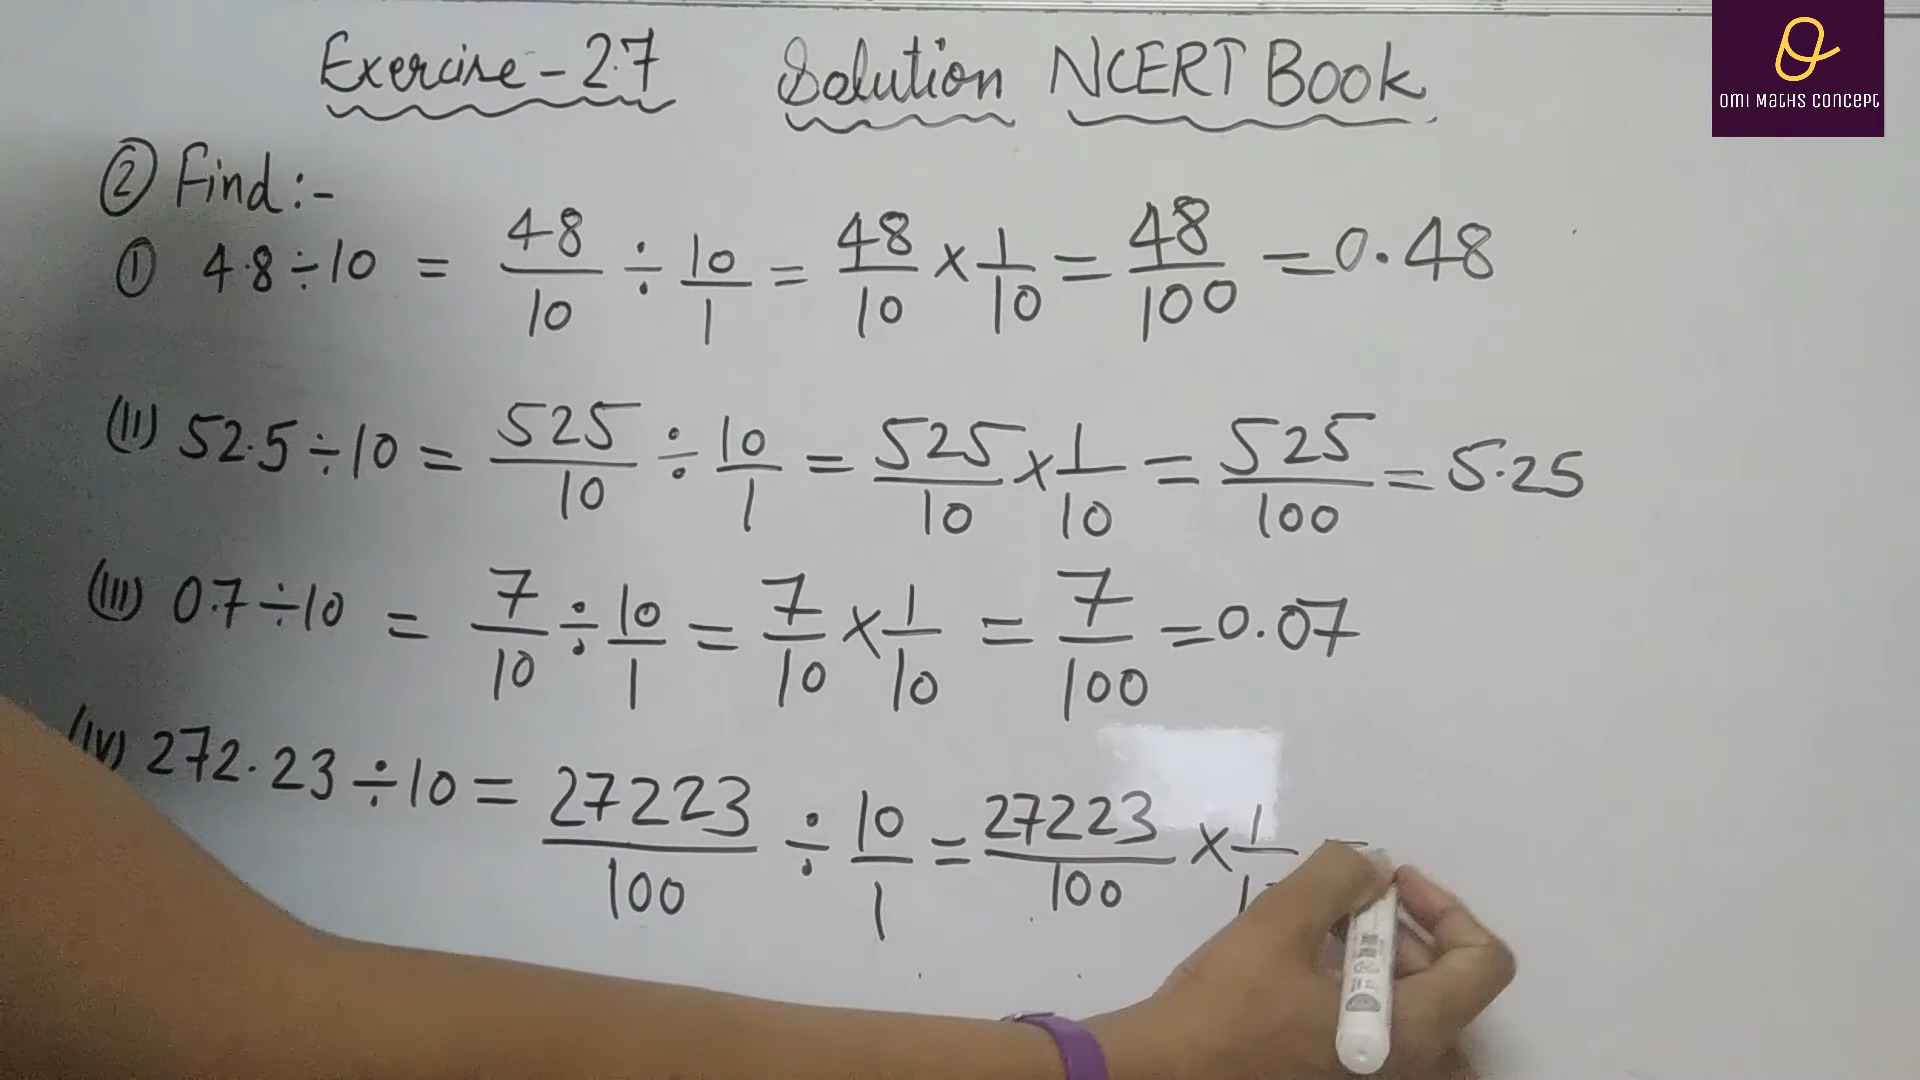 Exercise-2.7 Solution NCERT Book
OMI MATHS CONCEPT
② Find:-
① 4.8÷10 = 48/10 ÷ 10/1 = 48/10 × 1/10 = 48/100 = 0.48
(II) 52.5÷10 = 525/10 ÷ 10/1 = 525/10 × 1/10 = 525/100 = 5.25
(III) 0.7÷10 = 7/10 ÷ 10/1 = 7/10 × 1/10 = 7/100 = 0.07
(IV) 272.23÷10 = 27223/100 ÷ 10/1 = 27223/100 × 1/